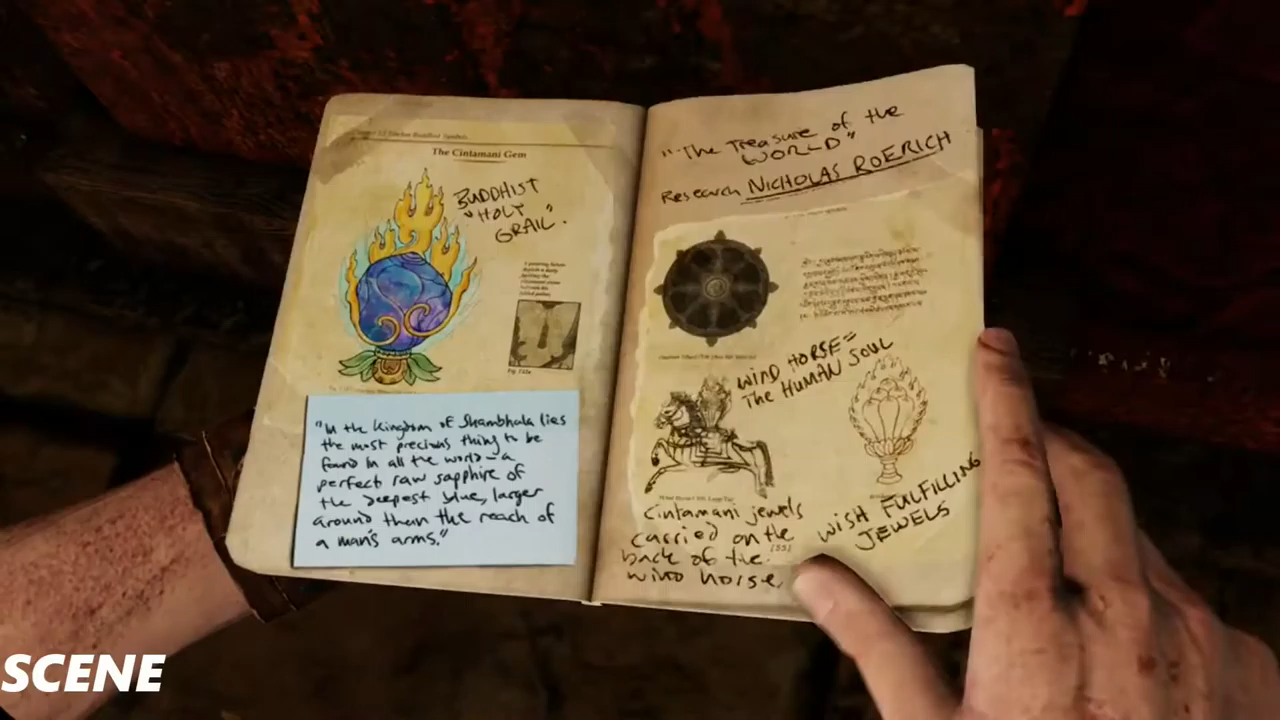 The Cintamani Gem
BUDDHIST
"HOLY
GRAIL".
"In the Kingdom of Shambhala lies
the most precious thing to be
found in all the world—a
perfect raw sapphire of
the deepest blue, larger
around than the reach of
a man's arms."
"The Treasure of the
WORLD"
Research NICHOLAS ROERICH
WIND HORSE=
The HUMAN SOUL
Cintamani jewels
carried on the
back of the
wind horse.
WISH FULFILLING
JEWELS
SCENE